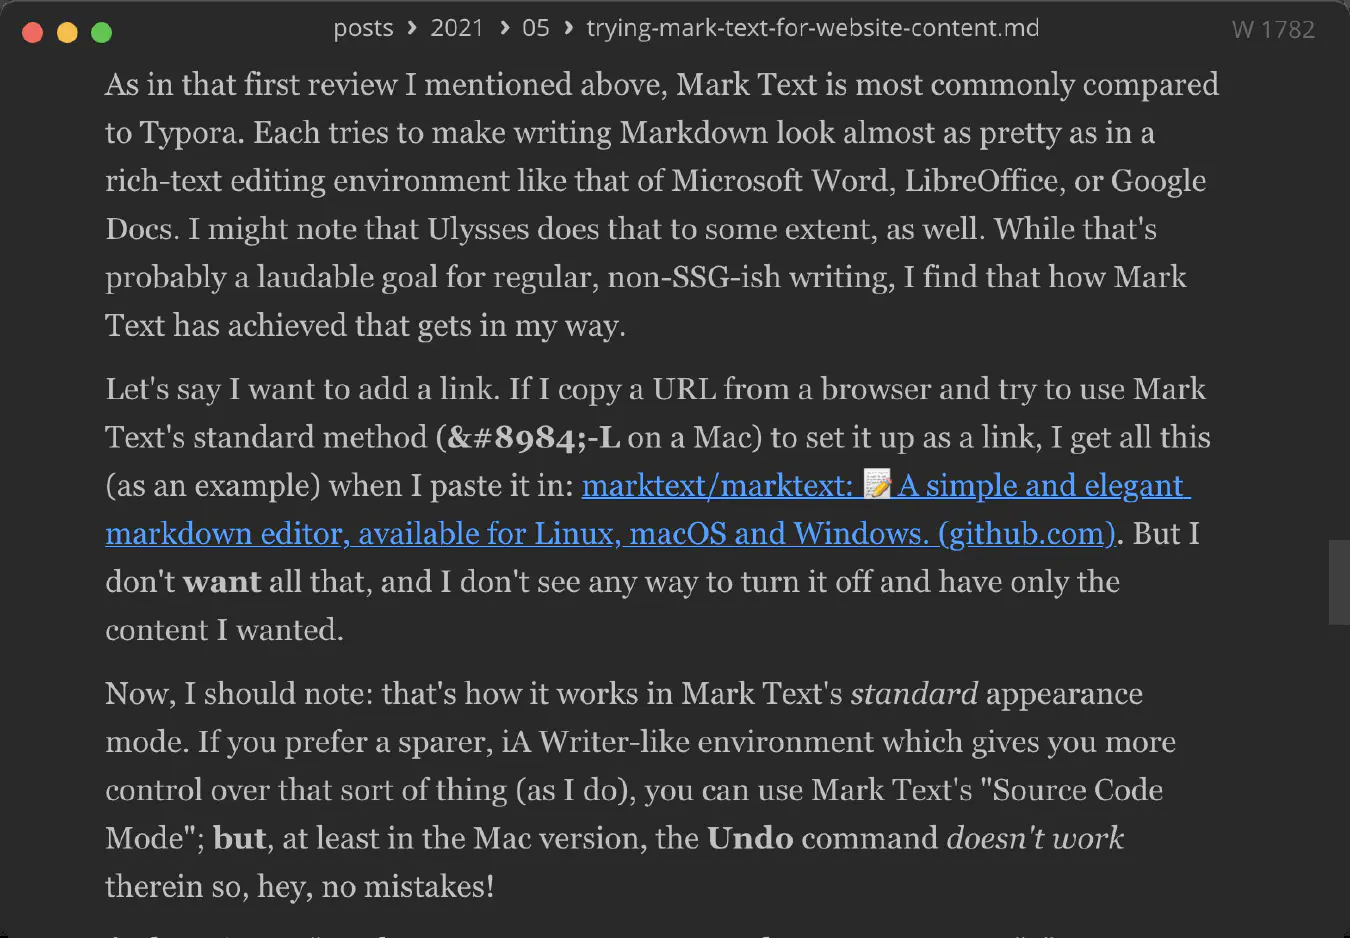 posts › 2021 › 05 › trying-mark-text-for-website-content.md
W 1782
As in that first review I mentioned above, Mark Text is most commonly compared
to Typora. Each tries to make writing Markdown look almost as pretty as in a
rich-text editing environment like that of Microsoft Word, LibreOffice, or Google
Docs. I might note that Ulysses does that to some extent, as well. While that's
probably a laudable goal for regular, non-SSG-ish writing, I find that how Mark
Text has achieved that gets in my way.
Let's say I want to add a link. If I copy a URL from a browser and try to use Mark
Text's standard method (&#8984;-L on a Mac) to set it up as a link, I get all this
(as an example) when I paste it in: marktext/marktext: 📝 A simple and elegant
markdown editor, available for Linux, macOS and Windows. (github.com). But I
don't want all that, and I don't see any way to turn it off and have only the
content I wanted.
Now, I should note: that's how it works in Mark Text's standard appearance
mode. If you prefer a sparer, iA Writer-like environment which gives you more
control over that sort of thing (as I do), you can use Mark Text's "Source Code
Mode"; but, at least in the Mac version, the Undo command doesn't work
therein so, hey, no mistakes!